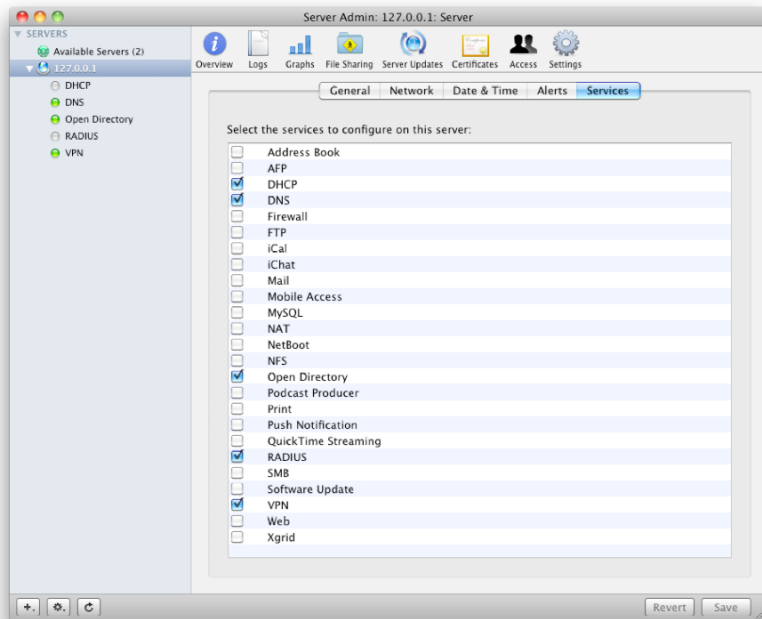 Server Admin: 127.0.0.1: Server
SERVERS
Available Servers (2)
127.0.0.1
DHCP
DNS
Open Directory
RADIUS
VPN
Overview Logs Graphs File Sharing Server Updates Certificates Access Settings
General Network Date & Time Alerts Services
Select the services to configure on this server:
Address Book
AFP
DHCP
DNS
Firewall
FTP
iCal
iChat
Mail
Mobile Access
MySQL
NAT
NetBoot
NFS
Open Directory
Podcast Producer
Print
Push Notification
QuickTime Streaming
RADIUS
SMB
Software Update
VPN
Web
Xgrid
Revert Save